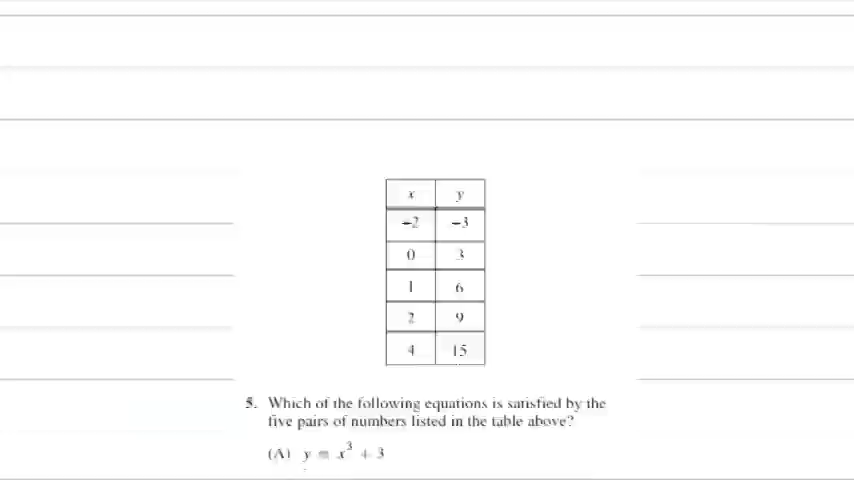 x y
−2 −3
0 3
1 6
2 9
4 15
5. Which of the following equations is satisfied by the
five pairs of numbers listed in the table above?
(A) y = x³ + 3